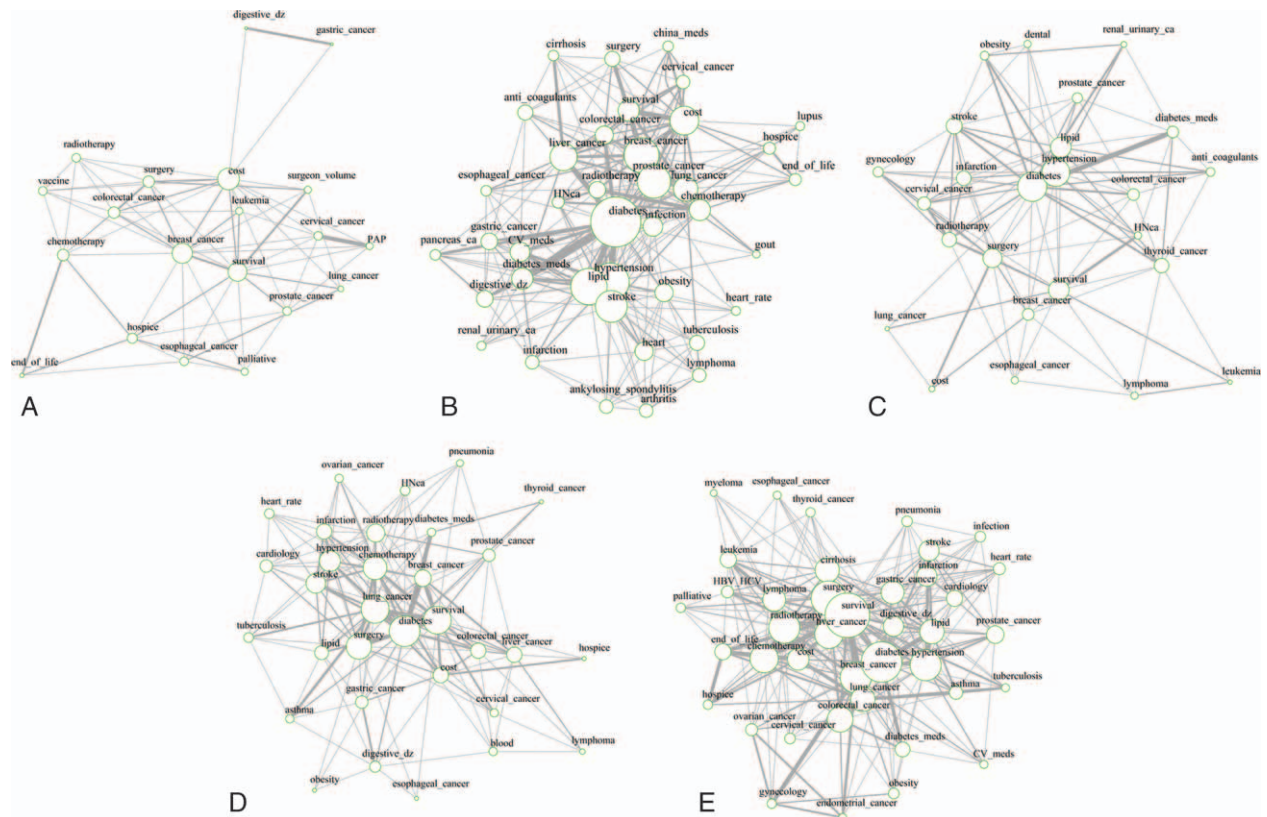 digestive_dz
gastric_cancer
radiotherapy
surgery
cost
vaccine
surgeon_volume
colorectal_cancer
leukemia
cervical_cancer
chemotherapy
breast_cancer
PAP
survival
lung_cancer
prostate_cancer
hospice
esophageal_cancer
end_of_life
palliative
A
china_meds
cirrhosis
surgery
cervical_cancer
anti_coagulants
survival
cost
colorectal_cancer
lupus
liver_cancer
breast_cancer
hospice
prostate_cancer
esophageal_cancer
radiotherapy
lung_cancer
end_of_life
HNca
chemotherapy
diabetes
infection
gastric_cancer
pancreas_ca
CV_meds
gout
diabetes_meds
hypertension
digestive_dz
lipid
obesity
stroke
heart_rate
renal_urinary_ca
tuberculosis
infarction
heart
lymphoma
ankylosing_spondylitis
arthritis
B
dental
renal_urinary_ca
obesity
prostate_cancer
stroke
diabetes_meds
lipid
gynecology
infarction
hypertension
anti_coagulants
diabetes
colorectal_cancer
cervical_cancer
radiotherapy
HNca
surgery
thyroid_cancer
survival
lung_cancer
breast_cancer
esophageal_cancer
cost
lymphoma
leukemia
C
pneumonia
ovarian_cancer
HNca
thyroid_cancer
heart_rate
infarction
radiotherapy
diabetes_meds
prostate_cancer
cardiology
hypertension
chemotherapy
breast_cancer
stroke
lung_cancer
survival
tuberculosis
diabetes
lipid
surgery
colorectal_cancer
liver_cancer
hospice
cost
gastric_cancer
asthma
cervical_cancer
digestive_dz
blood
lymphoma
obesity
esophageal_cancer
D
myeloma
esophageal_cancer
thyroid_cancer
pneumonia
infection
leukemia
cirrhosis
stroke
heart_rate
HBV_HCV
lymphoma
surgery
gastric_cancer
infarction
cardiology
palliative
survival
radiotherapy
liver_cancer
digestive_dz
lipid
prostate_cancer
end_of_life
chemotherapy
cost
breast_cancer
diabetes
hypertension
hospice
lung_cancer
asthma
tuberculosis
colorectal_cancer
ovarian_cancer
cervical_cancer
diabetes_meds
CV_meds
gynecology
endometrial_cancer
obesity
E